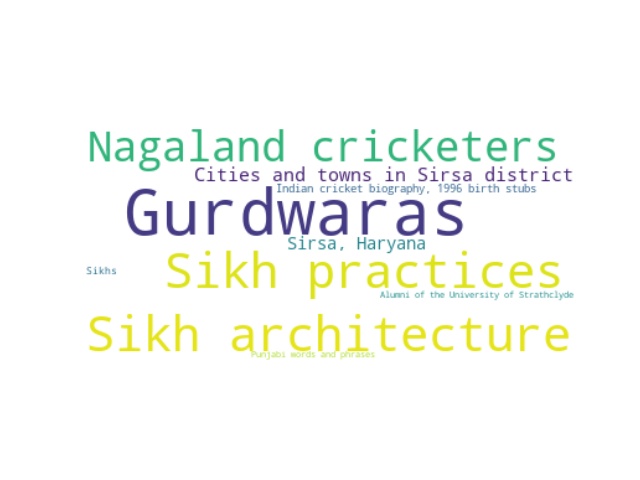 Nagaland cricketers
Cities and towns in Sirsa district
Indian cricket biography, 1996 birth stubs
Gurdwaras
Sirsa, Haryana
Sikh practices
Sikhs
Alumni of the University of Strathclyde
Sikh architecture
Punjabi words and phrases